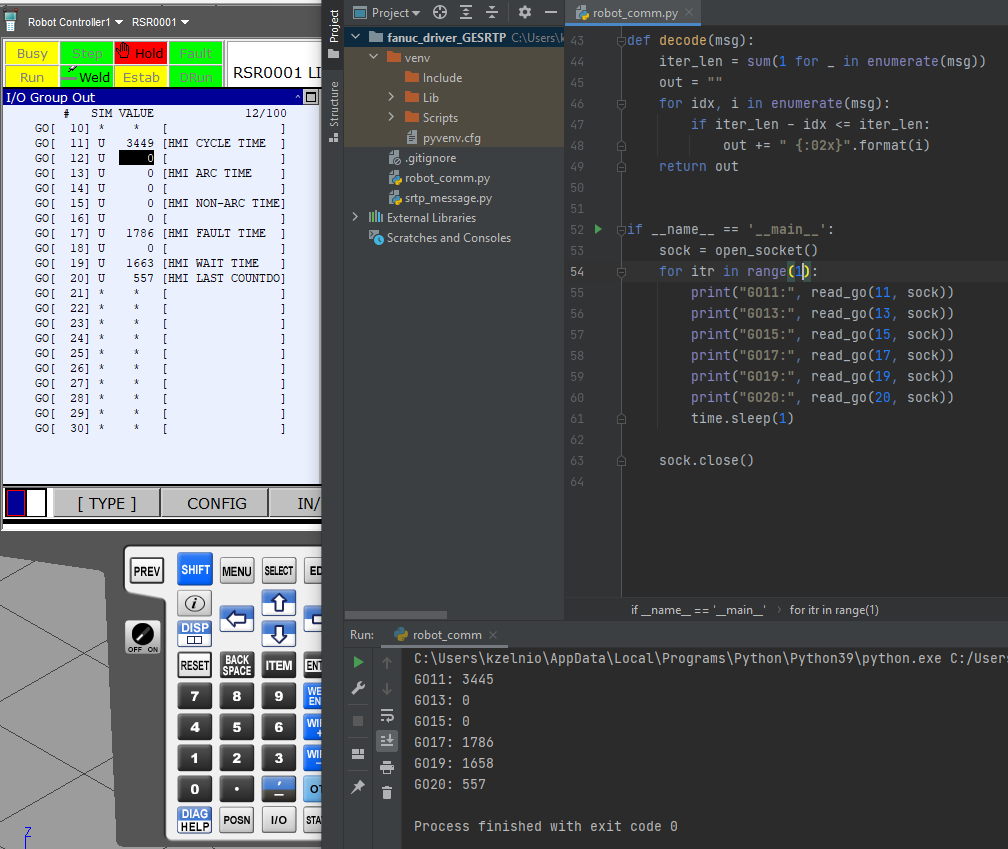 Robot Controller1 RSR0001
Busy Step Hold Fault
Run Weld Estab DRun
RSR0001 LI
I/O Group Out
# SIM VALUE 12/100
GO[ 10] * * [ ]
GO[ 11] U 3449 [HMI CYCLE TIME ]
GO[ 12] U 0 [ ]
GO[ 13] U 0 [HMI ARC TIME ]
GO[ 14] U 0 [ ]
GO[ 15] U 0 [HMI NON-ARC TIME]
GO[ 16] U 0 [ ]
GO[ 17] U 1786 [HMI FAULT TIME ]
GO[ 18] U 0 [ ]
GO[ 19] U 1663 [HMI WAIT TIME ]
GO[ 20] U 557 [HMI LAST COUNTDO]
GO[ 21] * * [ ]
GO[ 22] * * [ ]
GO[ 23] * * [ ]
GO[ 24] * * [ ]
GO[ 25] * * [ ]
GO[ 26] * * [ ]
GO[ 27] * * [ ]
GO[ 28] * * [ ]
GO[ 29] * * [ ]
GO[ 30] * * [ ]
[ TYPE ] CONFIG IN/
PREV SHIFT MENU SELECT ED
i
DISP
OFF ON
RESET BACK SPACE ITEM ENT
7 8 9 WE EN
4 5 6 WI +
1 2 3 WI -
0 . , - OT
DIAG HELP POSN I/O STA
Z
Project
Structure
Project
fanuc_driver_GESRTP C:\Users\k
venv
Include
Lib
Scripts
pyvenv.cfg
.gitignore
robot_comm.py
srtp_message.py
External Libraries
Scratches and Consoles
robot_comm.py
43 def decode(msg):
44 iter_len = sum(1 for _ in enumerate(msg))
45 out = ""
46 for idx, i in enumerate(msg):
47 if iter_len - idx <= iter_len:
48 out += " {:02x}".format(i)
49 return out
50
51
52 if __name__ == '__main__':
53 sock = open_socket()
54 for itr in range(1):
55 print("GO11:", read_go(11, sock))
56 print("GO13:", read_go(13, sock))
57 print("GO15:", read_go(15, sock))
58 print("GO17:", read_go(17, sock))
59 print("GO19:", read_go(19, sock))
60 print("GO20:", read_go(20, sock))
61 time.sleep(1)
62
63 sock.close()
64
if __name__ == '__main__' for itr in range(1)
Run: robot_comm
C:\Users\kzelnio\AppData\Local\Programs\Python\Python39\python.exe C:/Users
GO11: 3445
GO13: 0
GO15: 0
GO17: 1786
GO19: 1658
GO20: 557
Process finished with exit code 0